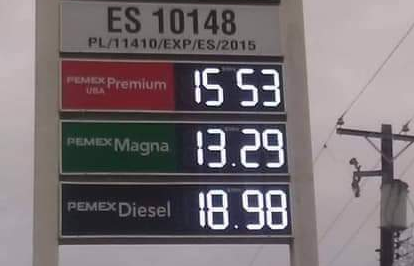 ES 10148
PL/11410/EXP/ES/2015
PEMEX Premium 15 53
USA
PEMEX Magna 13.29
PEMEX Diesel 18.98